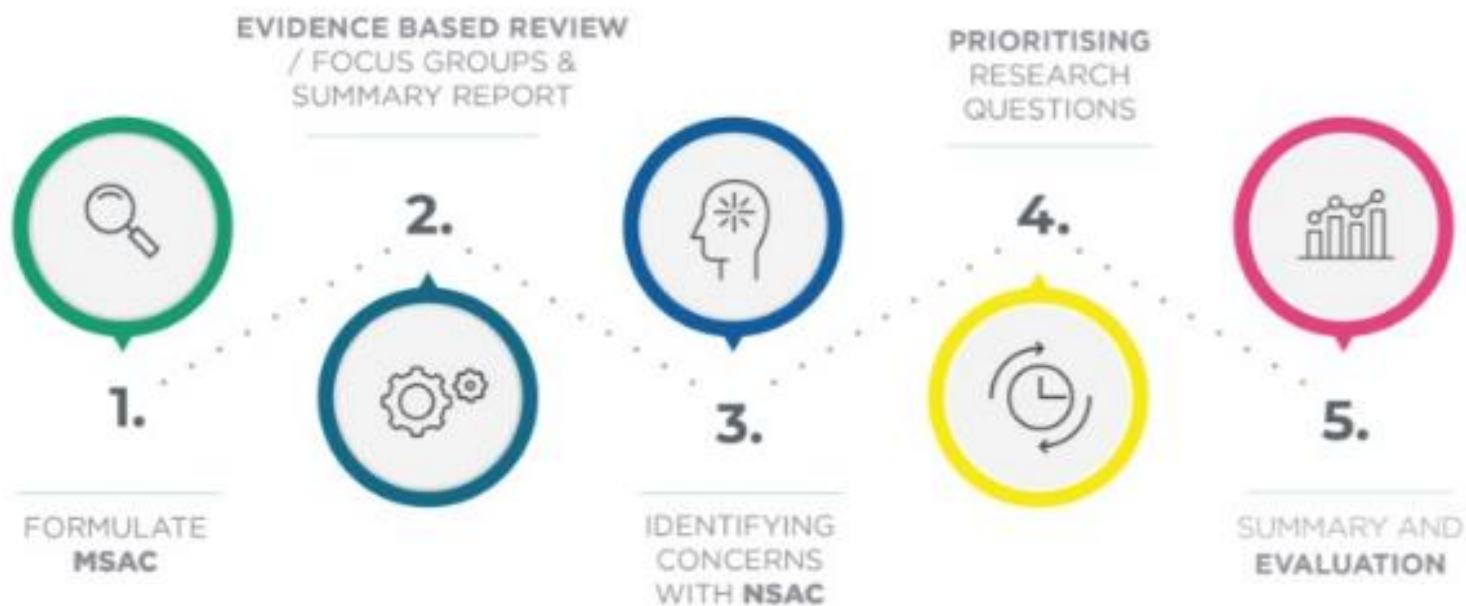 1.
FORMULATE
MSAC
EVIDENCE BASED REVIEW
/ FOCUS GROUPS &
SUMMARY REPORT
2.
3.
IDENTIFYING
CONCERNS
WITH NSAC
PRIORITISING
RESEARCH
QUESTIONS
4.
5.
SUMMARY AND
EVALUATION